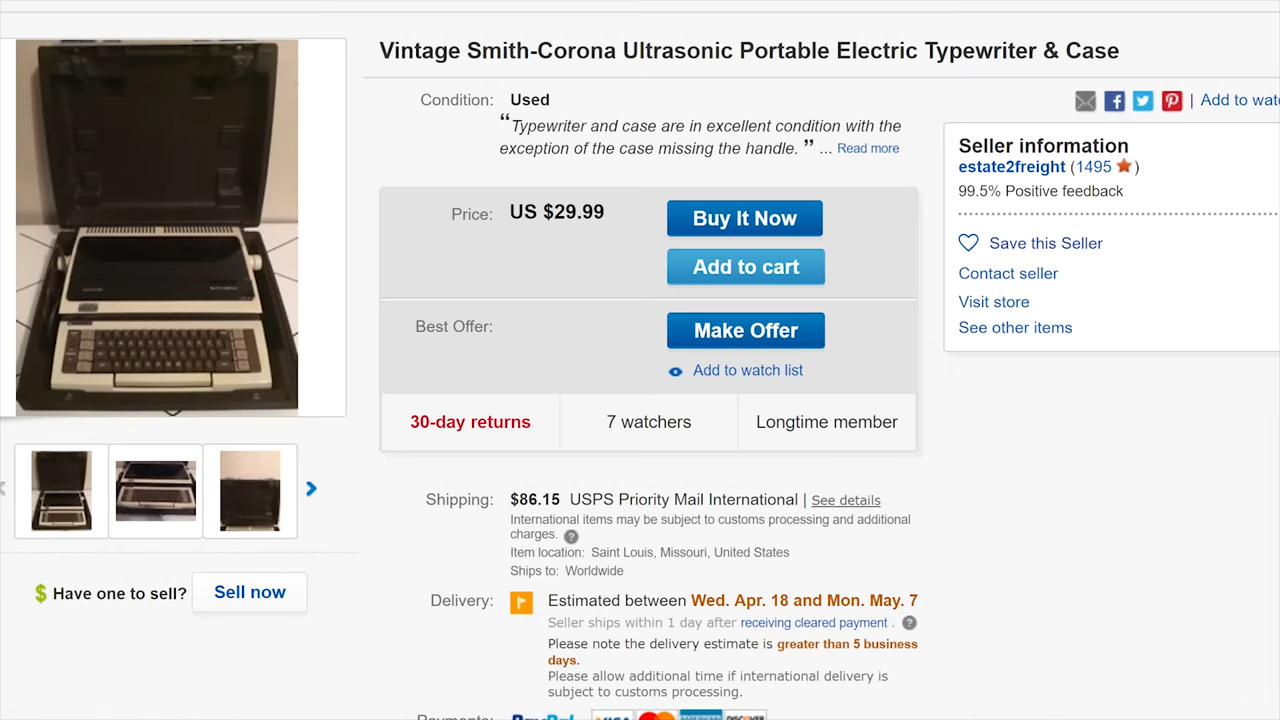 Vintage Smith-Corona Ultrasonic Portable Electric Typewriter & Case
Condition: Used
“Typewriter and case are in excellent condition with the
exception of the case missing the handle. ” ... Read more
Price: US $29.99
Buy It Now
Add to cart
Best Offer:
Make Offer
Add to watch list
30-day returns
7 watchers
Longtime member
| Add to wat
Seller information
estate2freight (1495 )
99.5% Positive feedback
Save this Seller
Contact seller
Visit store
See other items
$ Have one to sell? Sell now
Shipping: $86.15 USPS Priority Mail International | See details
International items may be subject to customs processing and additional
charges. ?
Item location: Saint Louis, Missouri, United States
Ships to: Worldwide
Delivery: Estimated between Wed. Apr. 18 and Mon. May. 7
Seller ships within 1 day after receiving cleared payment . ?
Please note the delivery estimate is greater than 5 business
days.
Please allow additional time if international delivery is
subject to customs processing.
Payments: PayPal VISA AMERICAN DISCOVER